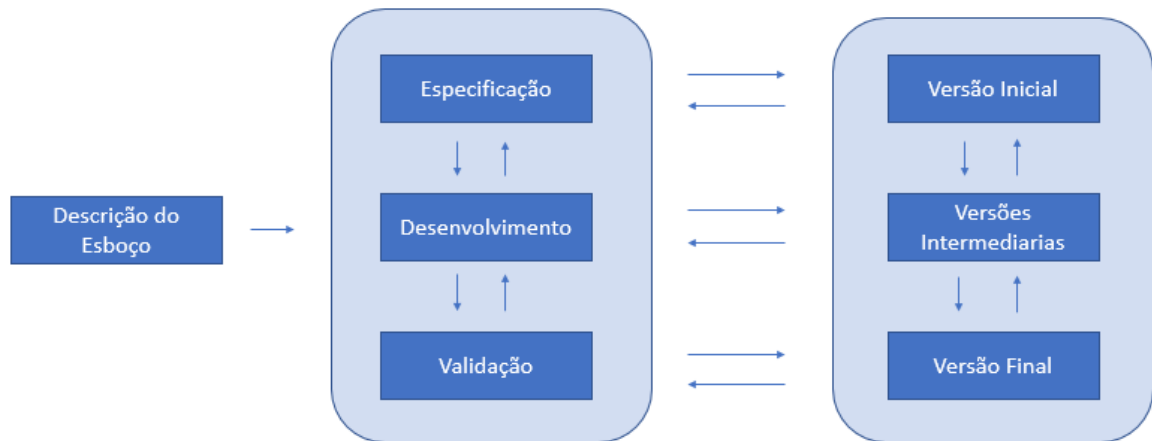 Especificação
Versão Inicial
Descrição do
Esboço
Desenvolvimento
Versões
Intermediarias
Validação
Versão Final